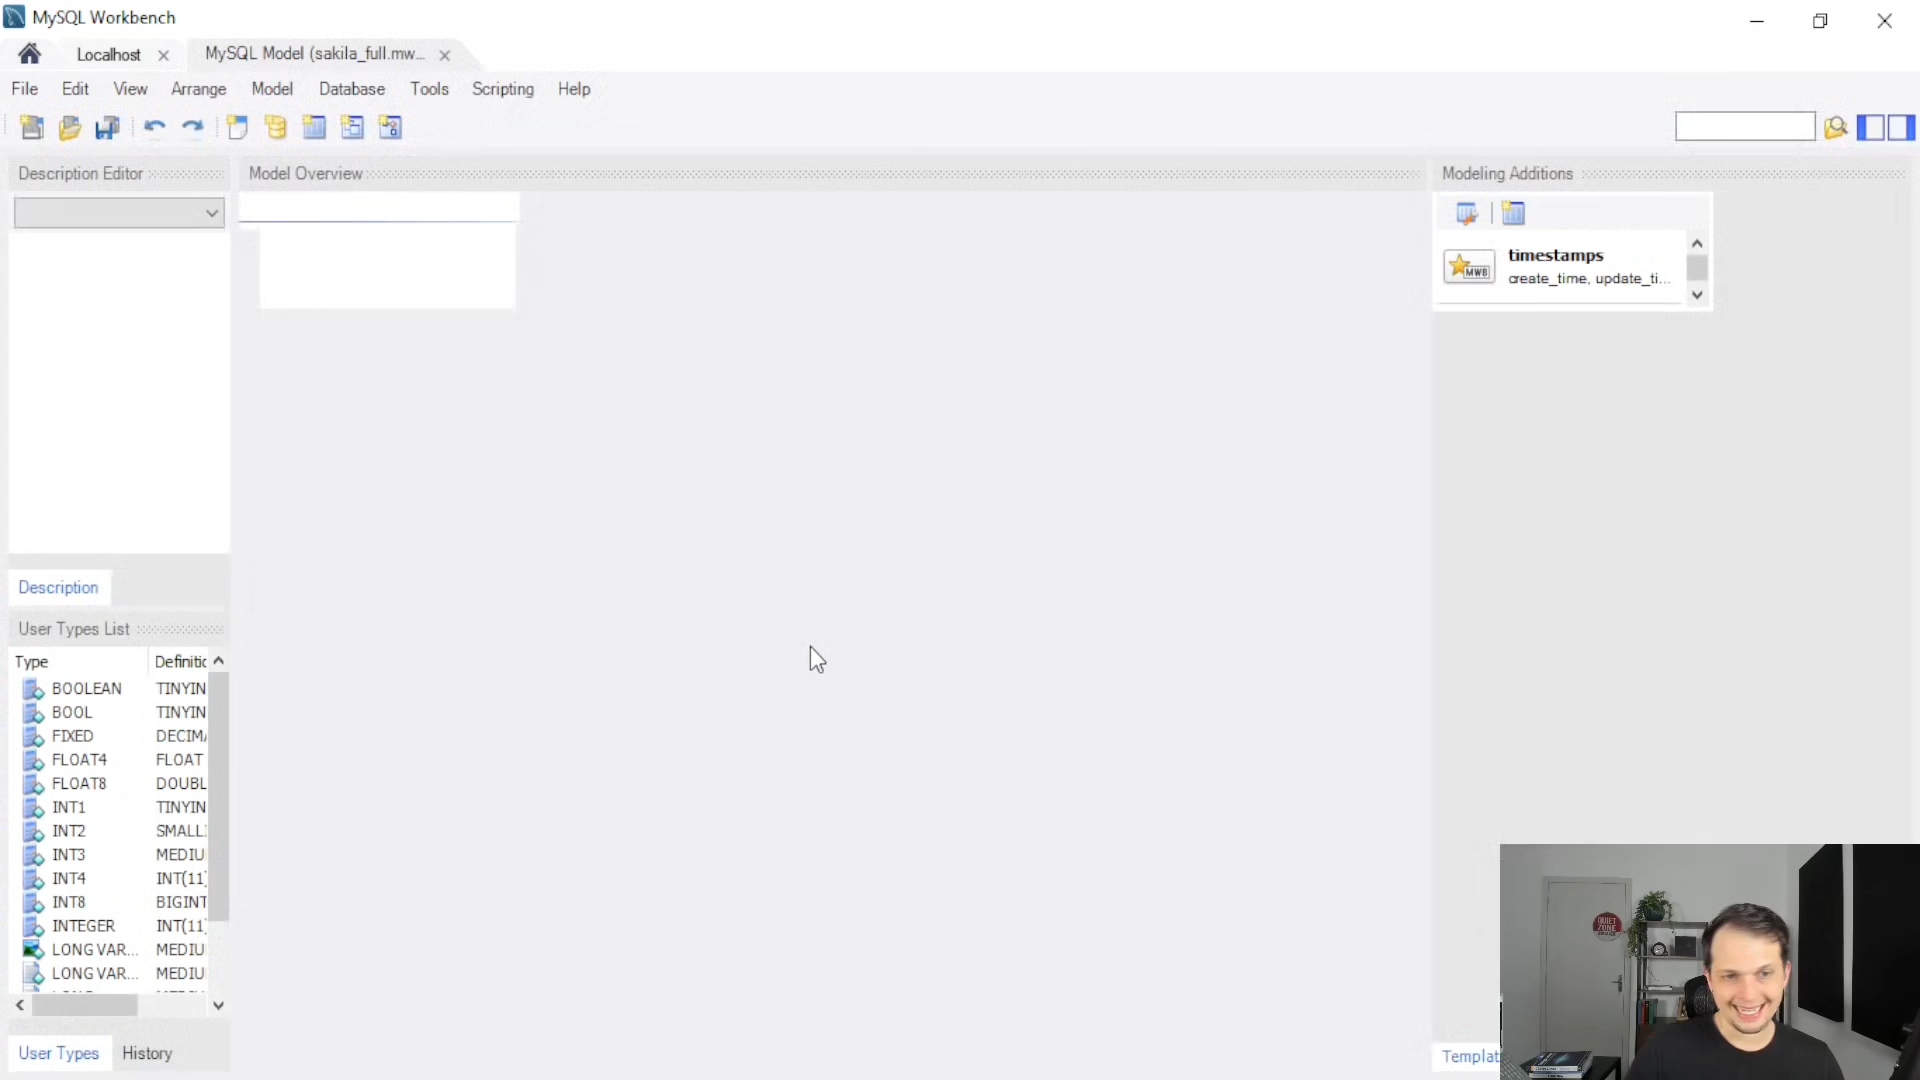 MySQL Workbench
Localhost
MySQL Model (sakila_full.mw...
File Edit View Arrange Model Database Tools Scripting Help
Description Editor
Model Overview
Modeling Additions
MWB
timestamps
create_time, update_ti...
Description
User Types List
Type Definitic
BOOLEAN TINYIN
BOOL TINYIN
FIXED DECIM
FLOAT4 FLOAT
FLOAT8 DOUBL
INT1 TINYIN
INT2 SMALL
INT3 MEDIU
INT4 INT(11)
INT8 BIGINT
INTEGER INT(11)
LONG VAR... MEDIU
LONG VAR... MEDIU
User Types History
Templat
QUIET
ZONE